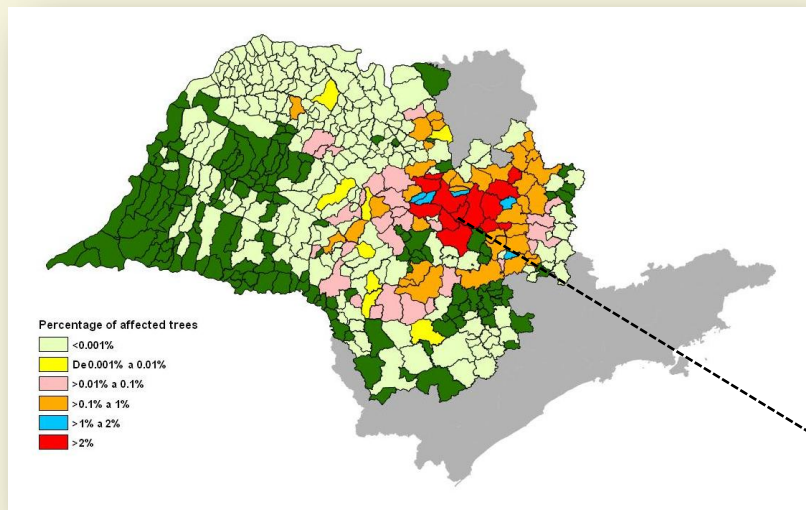 Percentage of affected trees
<0.001%
De0.001% a 0.01%
>0.01% a 0.1%
>0.1% a 1%
>1% a 2%
>2%